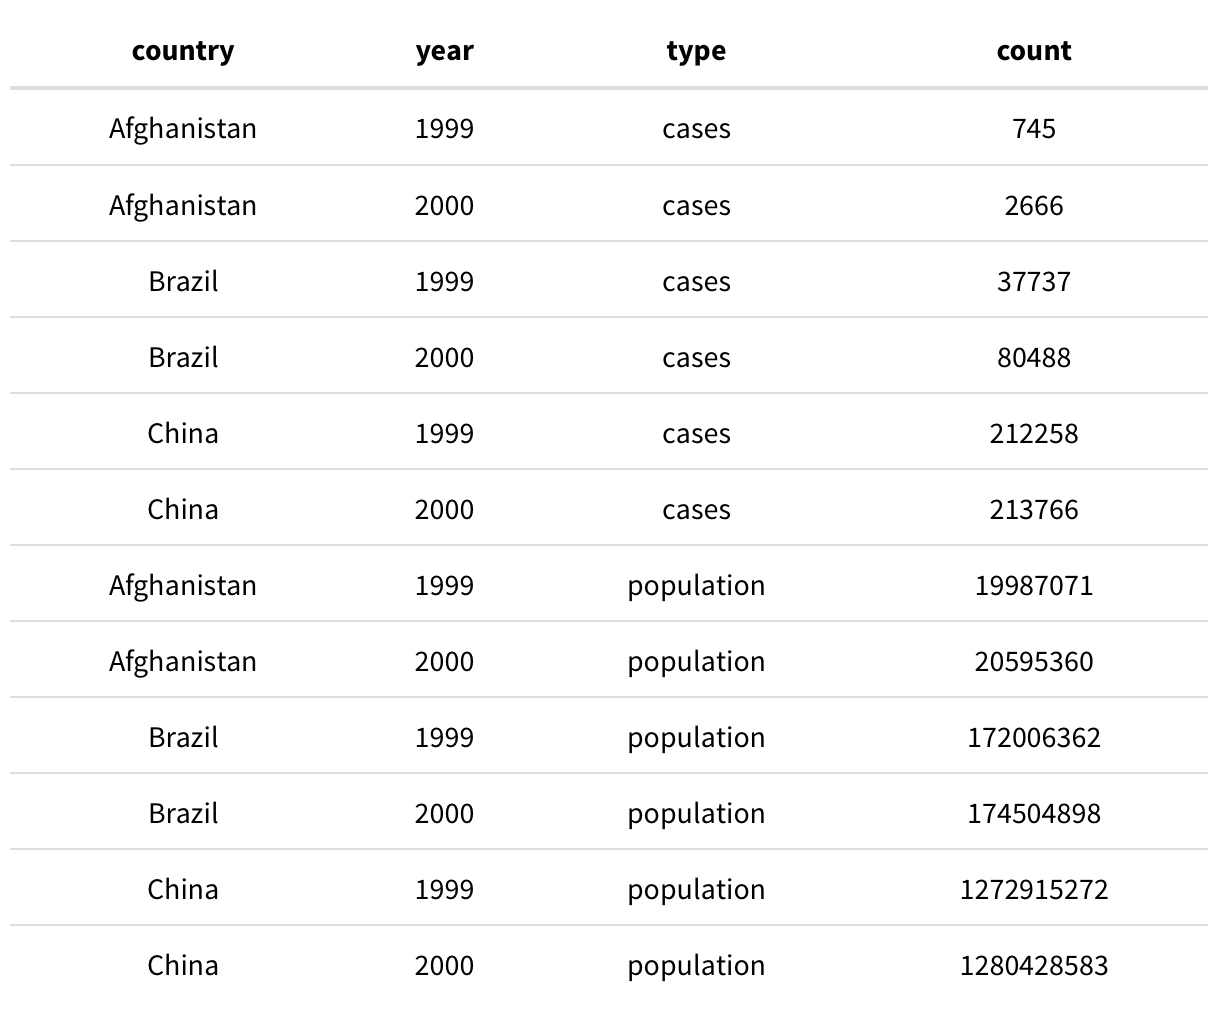 country year type count
Afghanistan 1999 cases 745
Afghanistan 2000 cases 2666
Brazil 1999 cases 37737
Brazil 2000 cases 80488
China 1999 cases 212258
China 2000 cases 213766
Afghanistan 1999 population 19987071
Afghanistan 2000 population 20595360
Brazil 1999 population 172006362
Brazil 2000 population 174504898
China 1999 population 1272915272
China 2000 population 1280428583